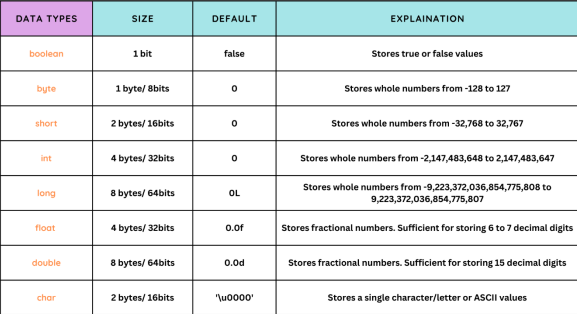 DATA TYPES SIZE DEFAULT EXPLAINATION
boolean 1 bit false Stores true or false values
byte 1 byte/ 8bits 0 Stores whole numbers from -128 to 127
short 2 bytes/ 16bits 0 Stores whole numbers from -32,768 to 32,767
int 4 bytes/ 32bits 0 Stores whole numbers from -2,147,483,648 to 2,147,483,647
long 8 bytes/ 64bits 0L Stores whole numbers from -9,223,372,036,854,775,808 to
9,223,372,036,854,775,807
float 4 bytes/ 32bits 0.0f Stores fractional numbers. Sufficient for storing 6 to 7 decimal digits
double 8 bytes/ 64bits 0.0d Stores fractional numbers. Sufficient for storing 15 decimal digits
char 2 bytes/ 16bits '\u0000' Stores a single character/letter or ASCII values